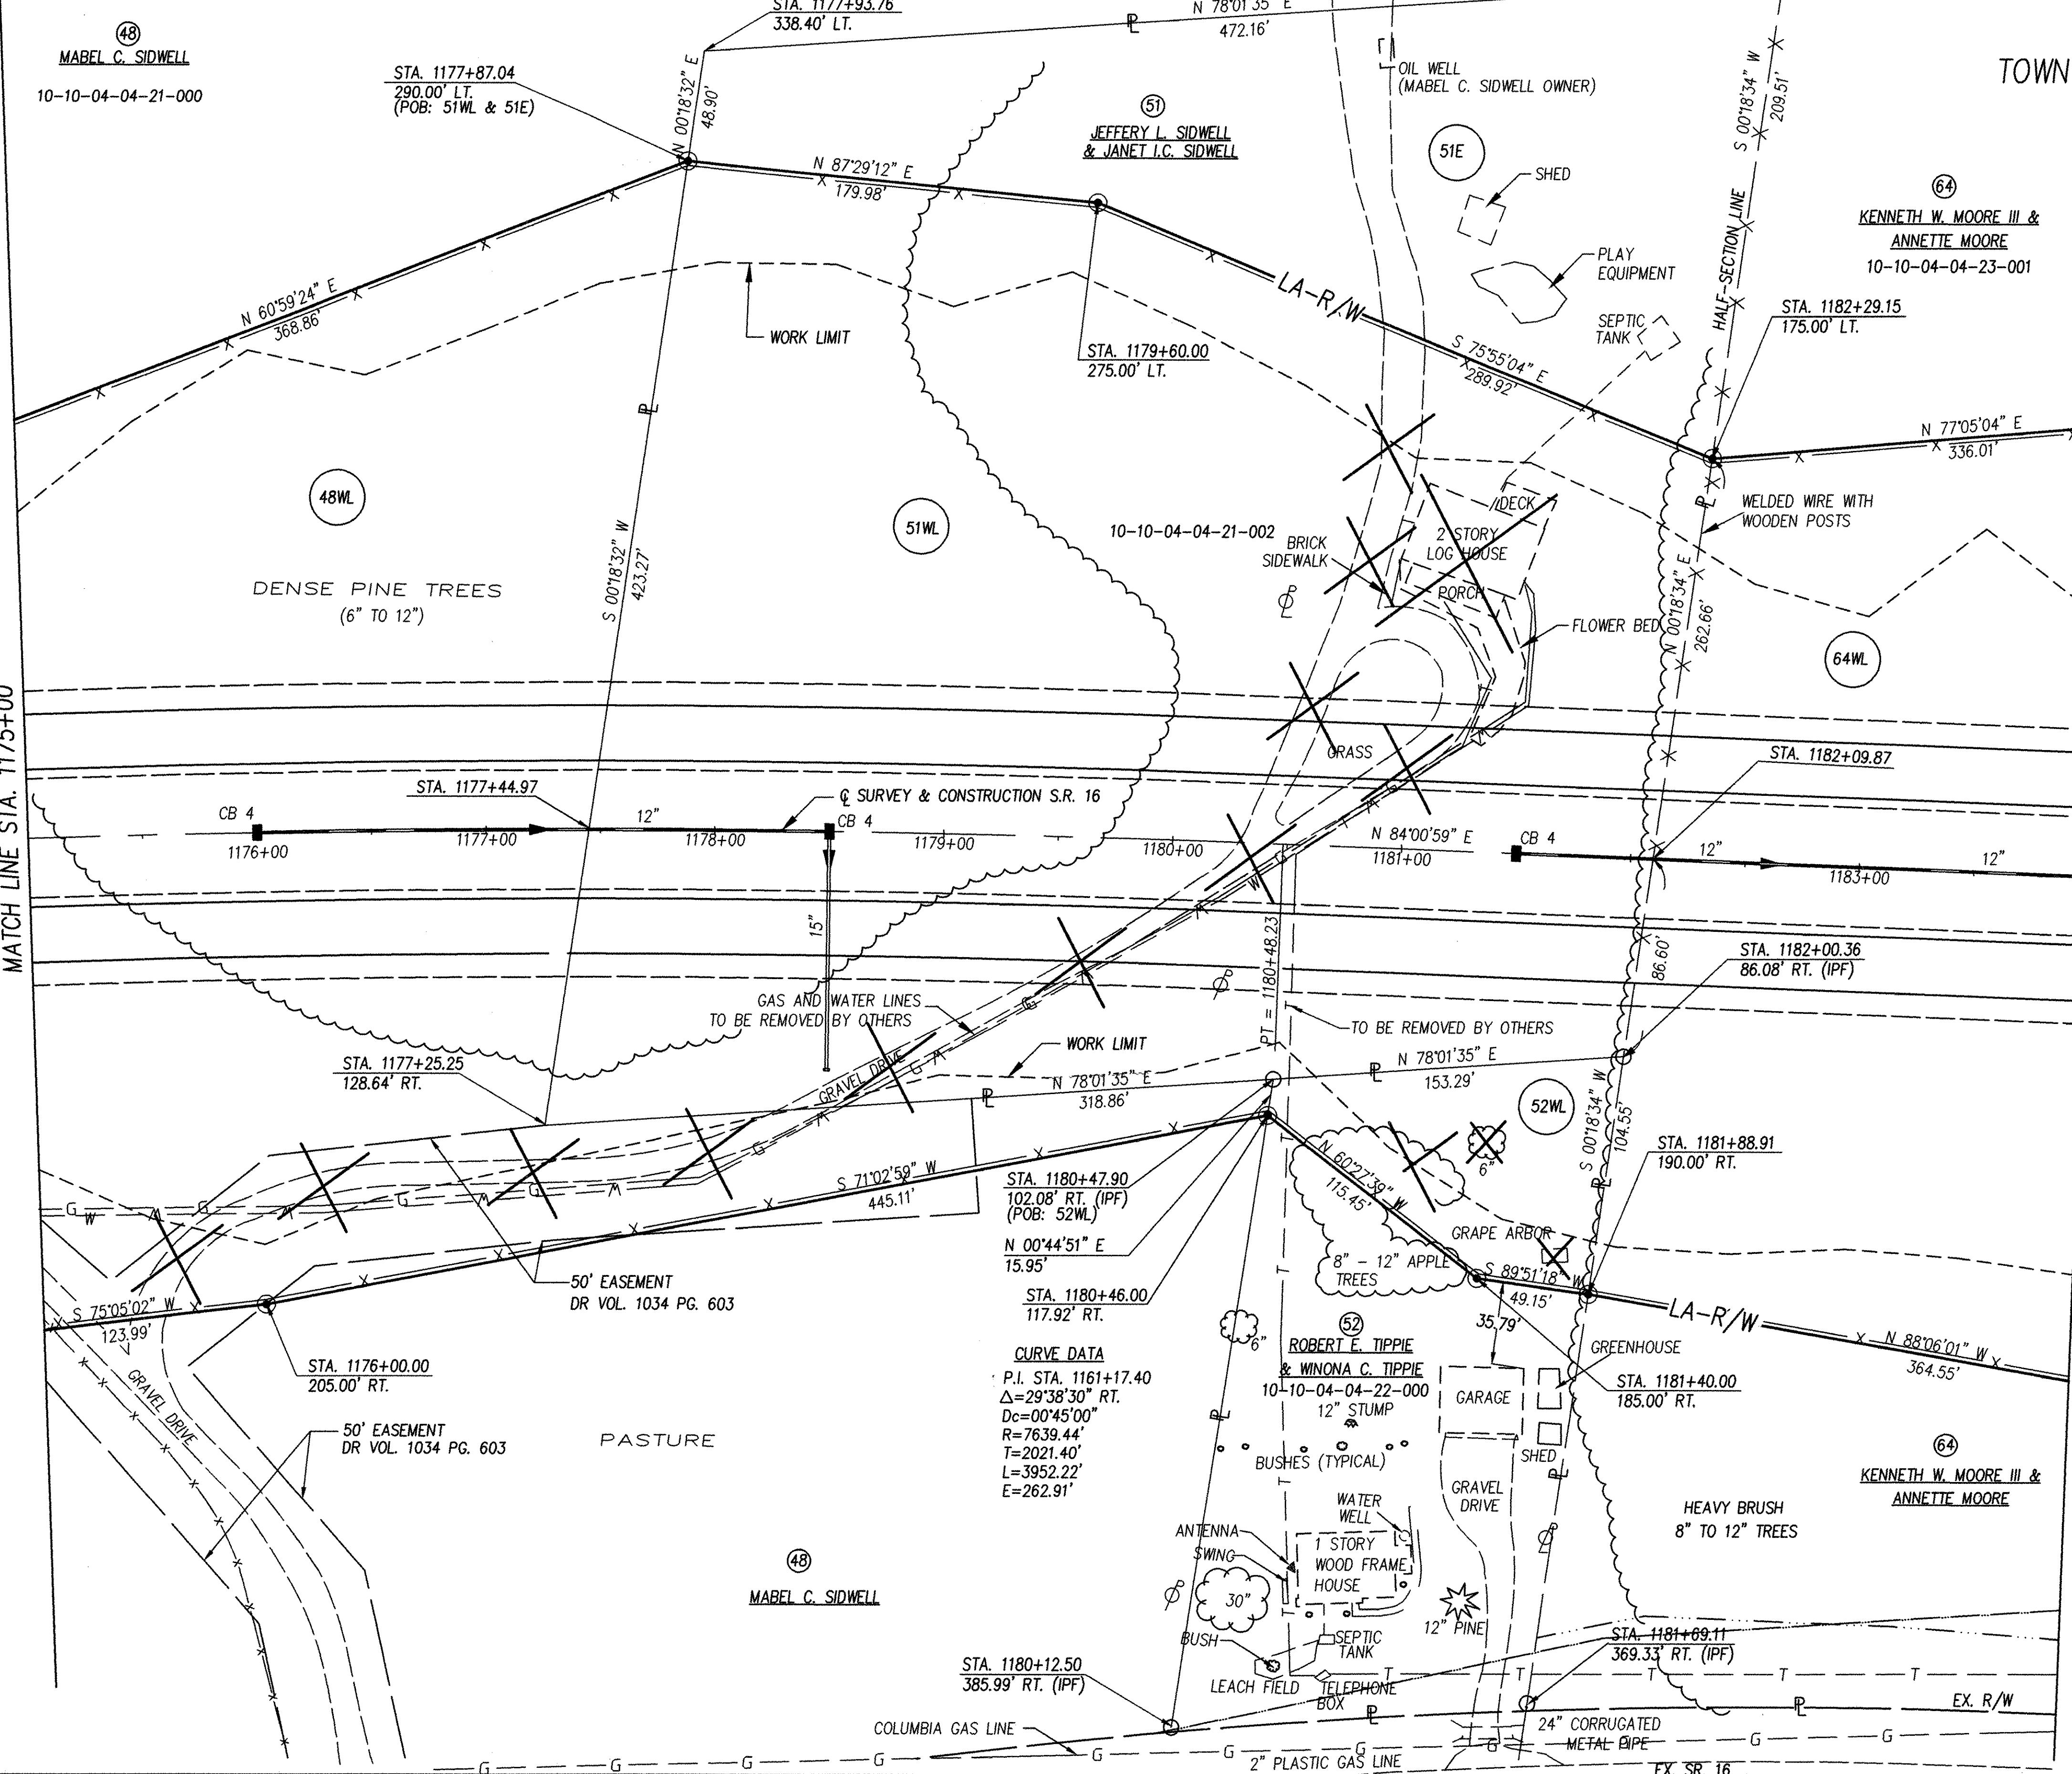 STA. 1177+93.76
338.40' LT.
N 78°01'35" E
472.16'
48
MABEL C. SIDWELL
10-10-04-04-21-000
STA. 1177+87.04
290.00' LT.
(POB: 51WL & 51E)
N 00°18'32" E
48.90'
OIL WELL
(MABEL C. SIDWELL OWNER)
S 00°18'34" W
209.51'
TOWN
51
JEFFERY L. SIDWELL
& JANET I.C. SIDWELL
51E
SHED
N 87°29'12" E
179.98'
64
KENNETH W. MOORE III &
ANNETTE MOORE
10-10-04-04-23-001
HALF-SECTION LINE
PLAY
EQUIPMENT
N 60°59'24" E
368.86'
WORK LIMIT
LA-R/W
SEPTIC
TANK
STA. 1182+29.15
175.00' LT.
STA. 1179+60.00
275.00' LT.
S 75°55'04" E
289.92'
N 77°05'04" E
336.01'
48WL
51WL
10-10-04-04-21-002
DECK
2 STORY
LOG HOUSE
BRICK
SIDEWALK
PORCH
WELDED WIRE WITH
WOODEN POSTS
DENSE PINE TREES
(6" TO 12")
S 00°18'32" W
423.27'
FLOWER BED
N 00°18'34" E
262.66'
64WL
MATCH LINE STA. 1175+00
GRASS
STA. 1182+09.87
STA. 1177+44.97
℄ SURVEY & CONSTRUCTION S.R. 16
CB 4
12"
CB 4
1176+00
1177+00
1178+00
1179+00
1180+00
N 84°00'59" E
1181+00
CB 4
12"
12"
1183+00
15"
PT = 1180+48.23
86.60'
STA. 1182+00.36
86.08' RT. (IPF)
GAS AND WATER LINES
TO BE REMOVED BY OTHERS
TO BE REMOVED BY OTHERS
WORK LIMIT
GRAVEL DRIVE
STA. 1177+25.25
128.64' RT.
N 78°01'35" E
318.86'
N 78°01'35" E
153.29'
52WL
S 00°18'34" W
104.55'
6"
STA. 1181+88.91
190.00' RT.
S 71°02'59" W
445.11'
STA. 1180+47.90
102.08' RT. (IPF)
(POB: 52WL)
N 60°27'39" W
115.45'
N 00°44'51" E
15.95'
GRAPE ARBOR
8" - 12" APPLE
TREES
S 89°51'18" W
49.15'
LA-R/W
50' EASEMENT
DR VOL. 1034 PG. 603
STA. 1180+46.00
117.92' RT.
S 75°05'02" W
123.99'
35.79'
6"
52
ROBERT E. TIPPIE
& WINONA C. TIPPIE
10-10-04-04-22-000
GREENHOUSE
N 88°06'01" W
364.55'
STA. 1176+00.00
205.00' RT.
CURVE DATA
P.I. STA. 1161+17.40
Δ=29°38'30" RT.
Dc=00°45'00"
R=7639.44'
T=2021.40'
L=3952.22'
E=262.91'
STA. 1181+40.00
185.00' RT.
GARAGE
12" STUMP
GRAVEL DRIVE
50' EASEMENT
DR VOL. 1034 PG. 603
PASTURE
BUSHES (TYPICAL)
SHED
64
KENNETH W. MOORE III &
ANNETTE MOORE
GRAVEL
DRIVE
WATER
WELL
HEAVY BRUSH
8" TO 12" TREES
ANTENNA
SWING
1 STORY
WOOD FRAME
HOUSE
48
MABEL C. SIDWELL
30"
12" PINE
BUSH
SEPTIC
TANK
STA. 1181+69.11
369.33' RT. (IPF)
STA. 1180+12.50
385.99' RT. (IPF)
LEACH FIELD
TELEPHONE
BOX
EX. R/W
COLUMBIA GAS LINE
24" CORRUGATED
METAL PIPE
2" PLASTIC GAS LINE
EX. SR 16